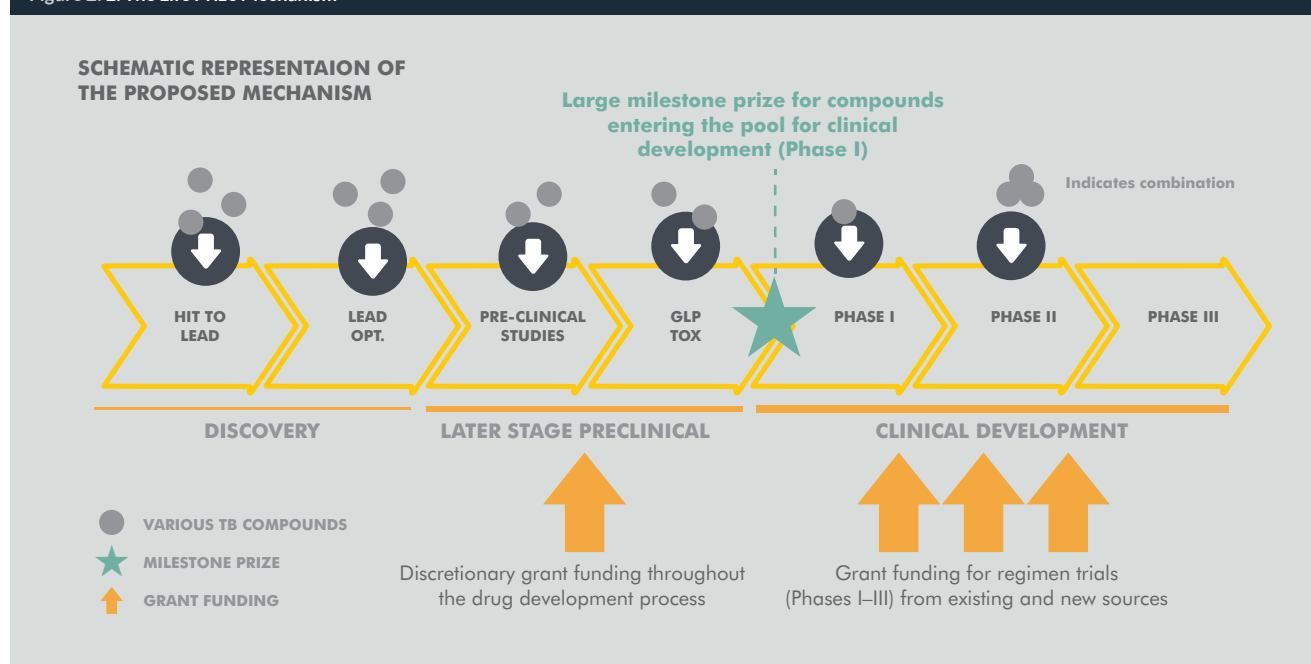 SCHEMATIC REPRESENTAION OF
THE PROPOSED MECHANISM
Large milestone prize for compounds
entering the pool for clinical
development (Phase I)
Indicates combination
HIT TO
LEAD
LEAD
OPT.
PRE-CLINICAL
STUDIES
GLP
TOX
PHASE I
PHASE II
PHASE III
DISCOVERY
LATER STAGE PRECLINICAL
CLINICAL DEVELOPMENT
VARIOUS TB COMPOUNDS
MILESTONE PRIZE
GRANT FUNDING
Discretionary grant funding throughout
the drug development process
Grant funding for regimen trials
(Phases I–III) from existing and new sources